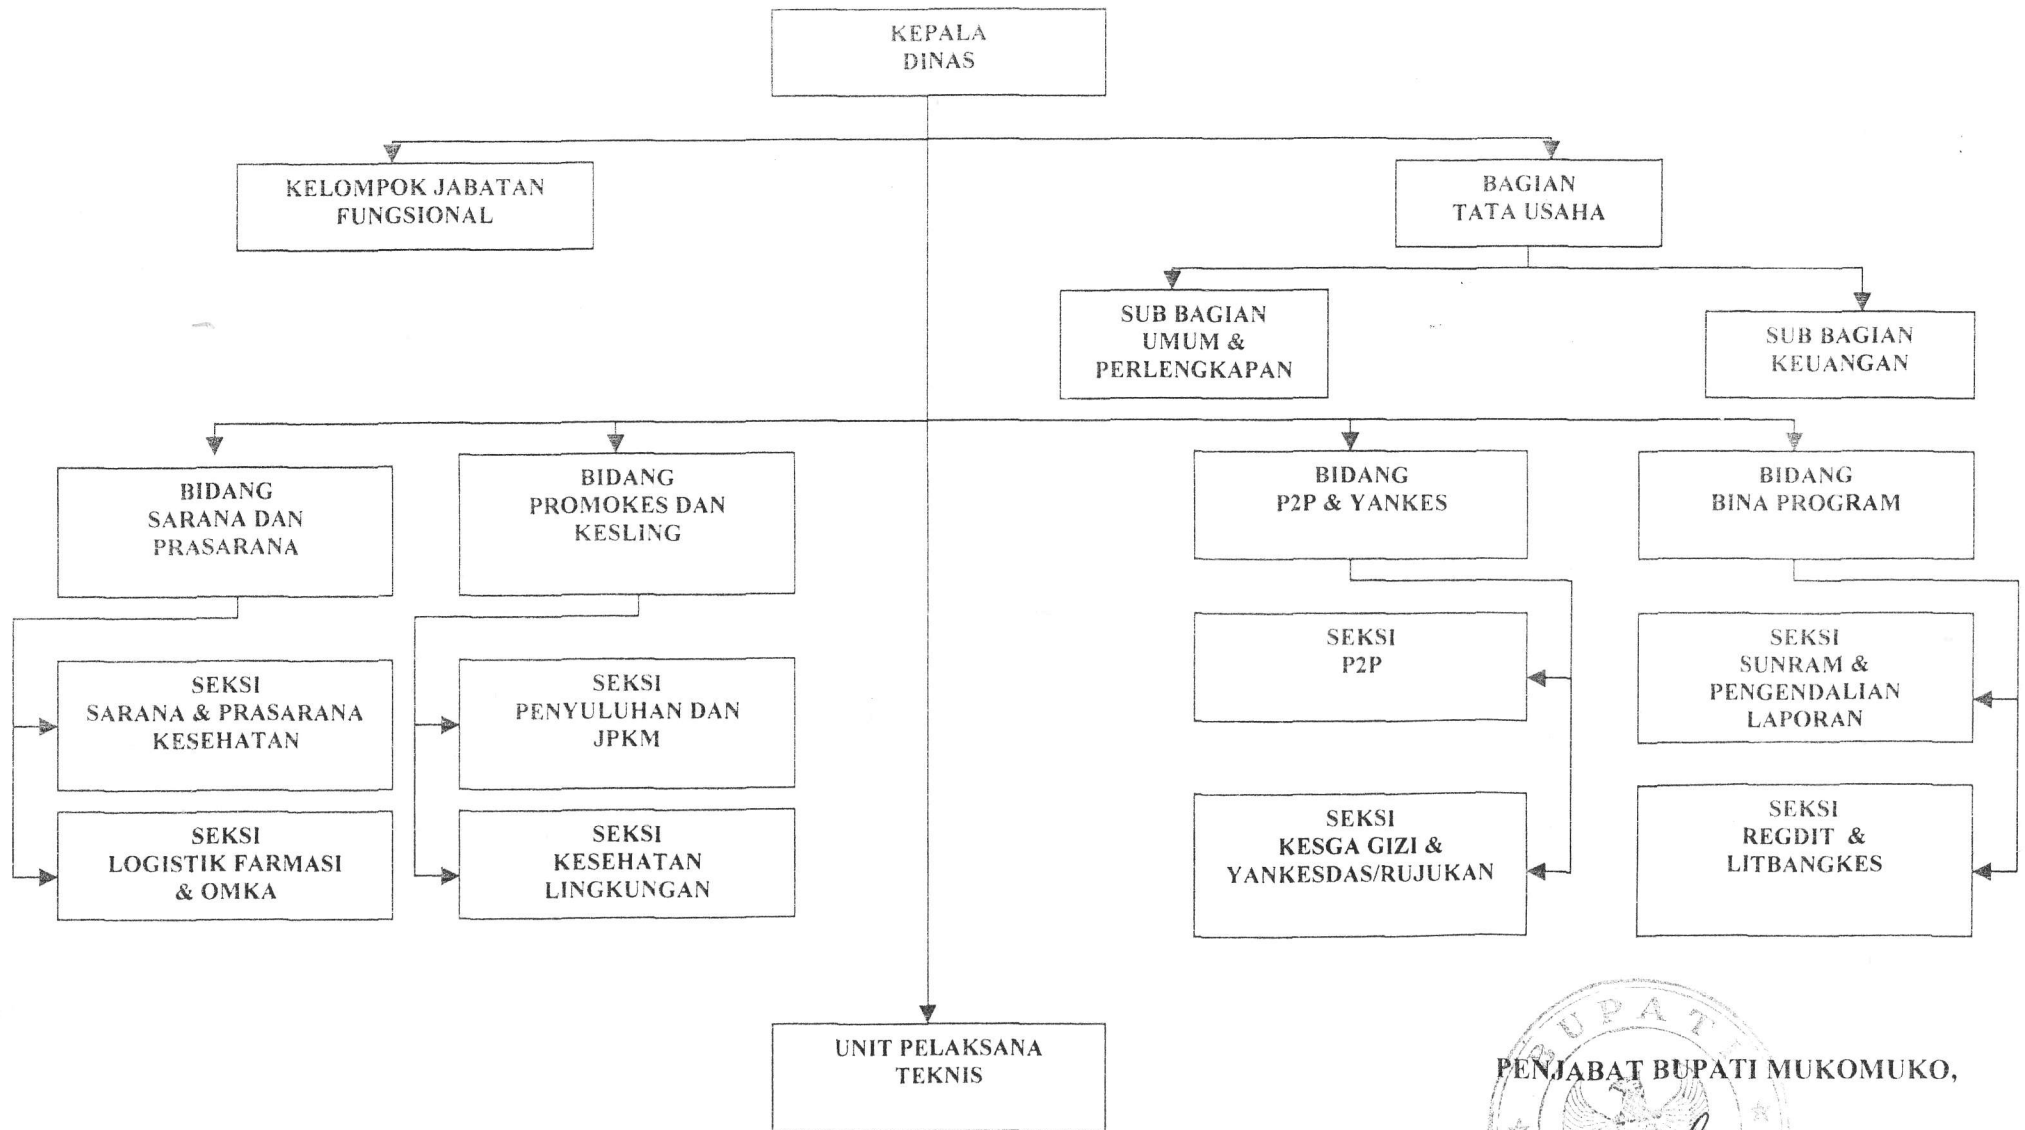 KEPALA
DINAS
KELOMPOK JABATAN
FUNGSIONAL
BAGIAN
TATA USAHA
SUB BAGIAN
UMUM &
PERLENGKAPAN
SUB BAGIAN
KEUANGAN
BIDANG
SARANA DAN
PRASARANA
BIDANG
PROMOKES DAN
KESLING
BIDANG
P2P & YANKES
BIDANG
BINA PROGRAM
SEKSI
SARANA & PRASARANA
KESEHATAN
SEKSI
PENYULUHAN DAN
JPKM
SEKSI
P2P
SEKSI
SUNRAM &
PENGENDALIAN
LAPORAN
SEKSI
LOGISTIK FARMASI
& OMKA
SEKSI
KESEHATAN
LINGKUNGAN
SEKSI
KESGA GIZI &
YANKESDAS/RUJUKAN
SEKSI
REGDIT &
LITBANGKES
UNIT PELAKSANA
TEKNIS
BUPATI
PENJABAT BUPATI MUKOMUKO,